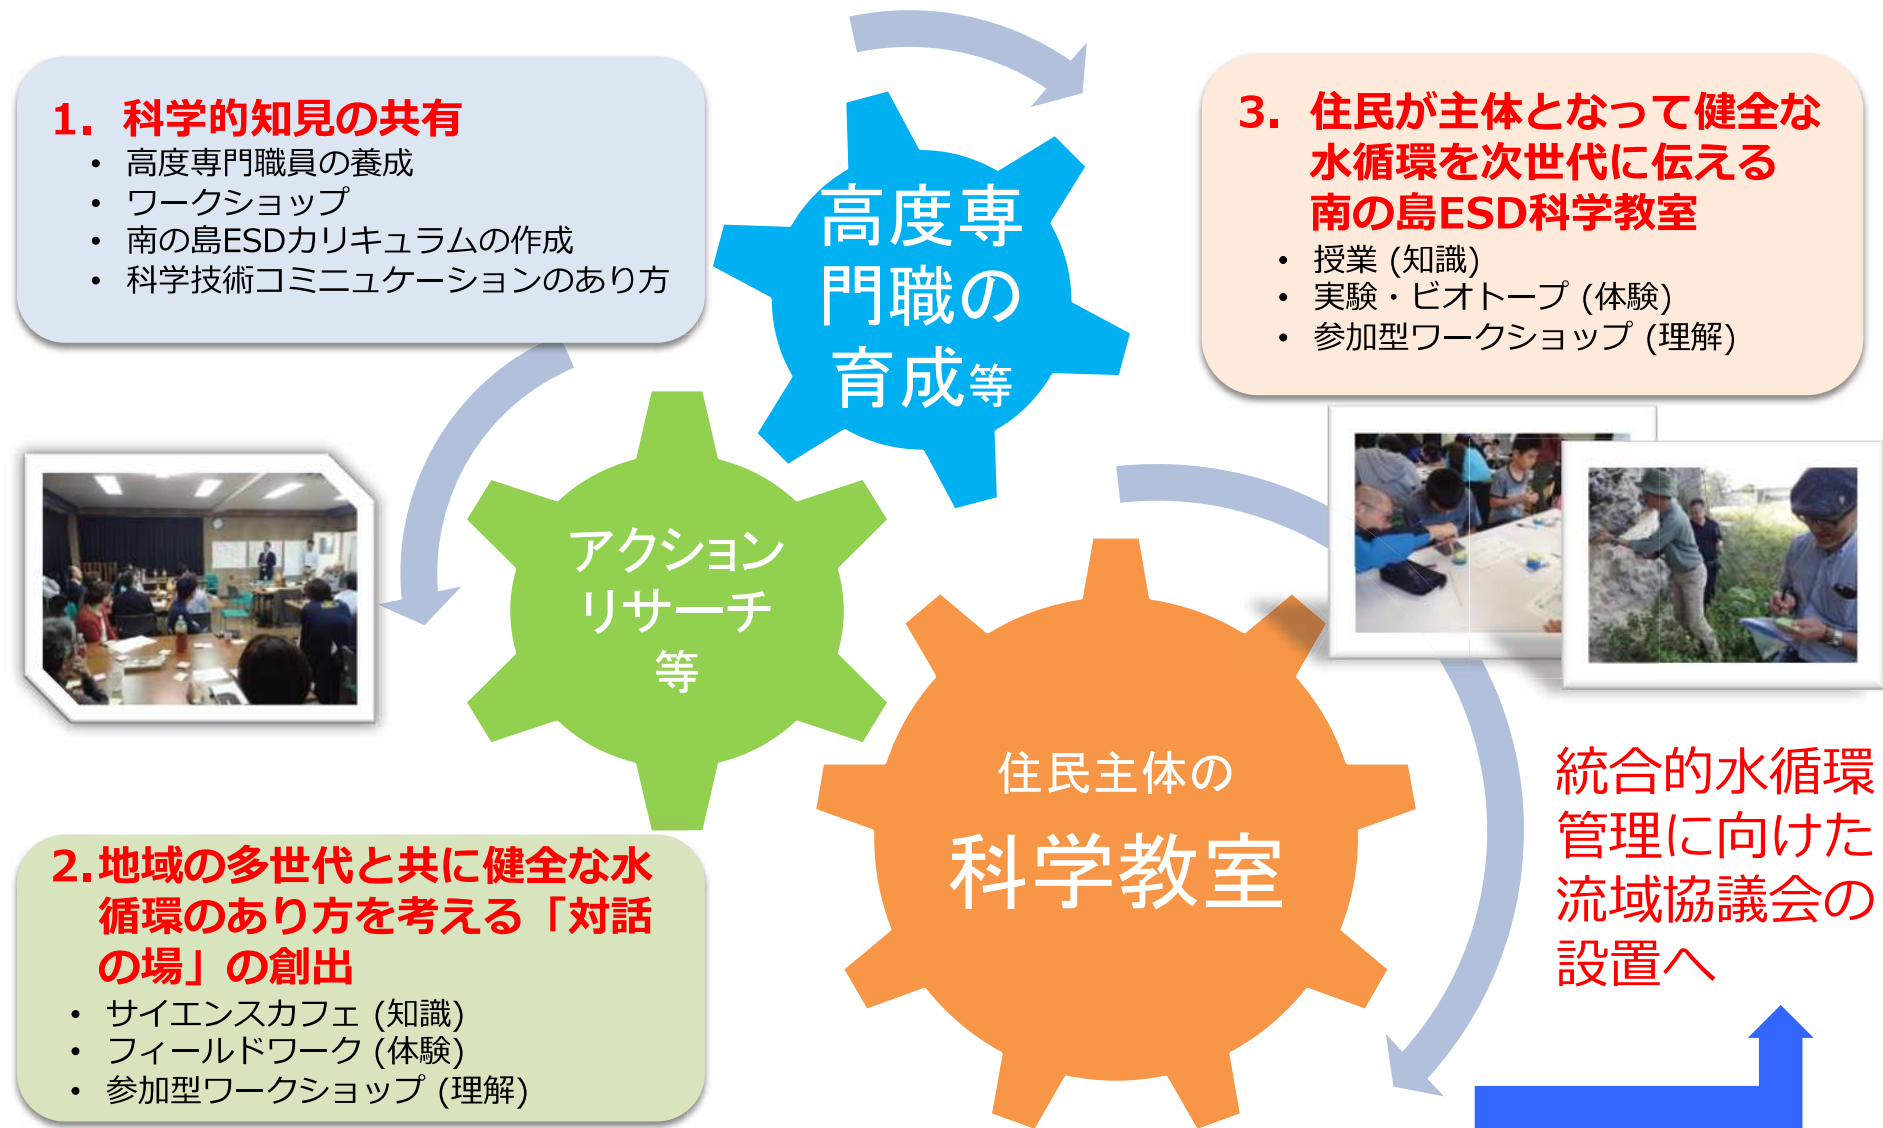 1. 科学的知見の共有
• 高度専門職員の養成
• ワークショップ
• 南の島ESDカリキュラムの作成
• 科学技術コミニュケーションのあり方
高度専
門職の
育成等
3. 住民が主体となって健全な
水循環を次世代に伝える
南の島ESD科学教室
• 授業 (知識)
• 実験・ビオトープ (体験)
• 参加型ワークショップ (理解)
アクション
リサーチ
等
住民主体の
科学教室
2.地域の多世代と共に健全な水
循環のあり方を考える「対話
の場」の創出
• サイエンスカフェ (知識)
• フィールドワーク (体験)
• 参加型ワークショップ (理解)
統合的水循環
管理に向けた
流域協議会の
設置へ